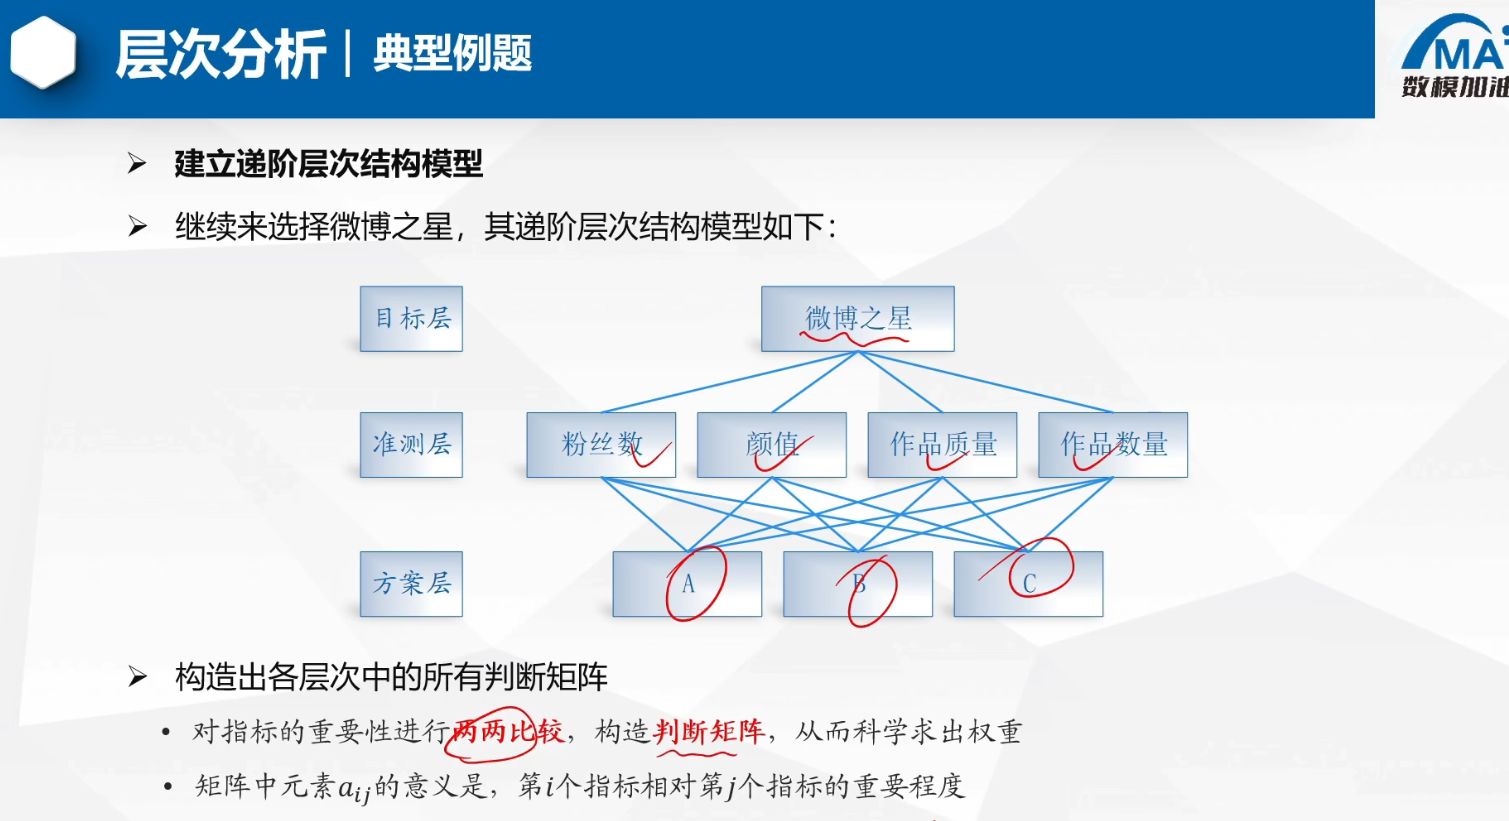 层次分析 | 典型例题
MA
数模加油
➢ 建立递阶层次结构模型
➢ 继续来选择微博之星，其递阶层次结构模型如下：
目标层 微博之星
准测层 粉丝数 颜值 作品质量 作品数量
方案层 A B C
➢ 构造出各层次中的所有判断矩阵
• 对指标的重要性进行两两比较，构造判断矩阵，从而科学求出权重
• 矩阵中元素aij的意义是，第i个指标相对第j个指标的重要程度